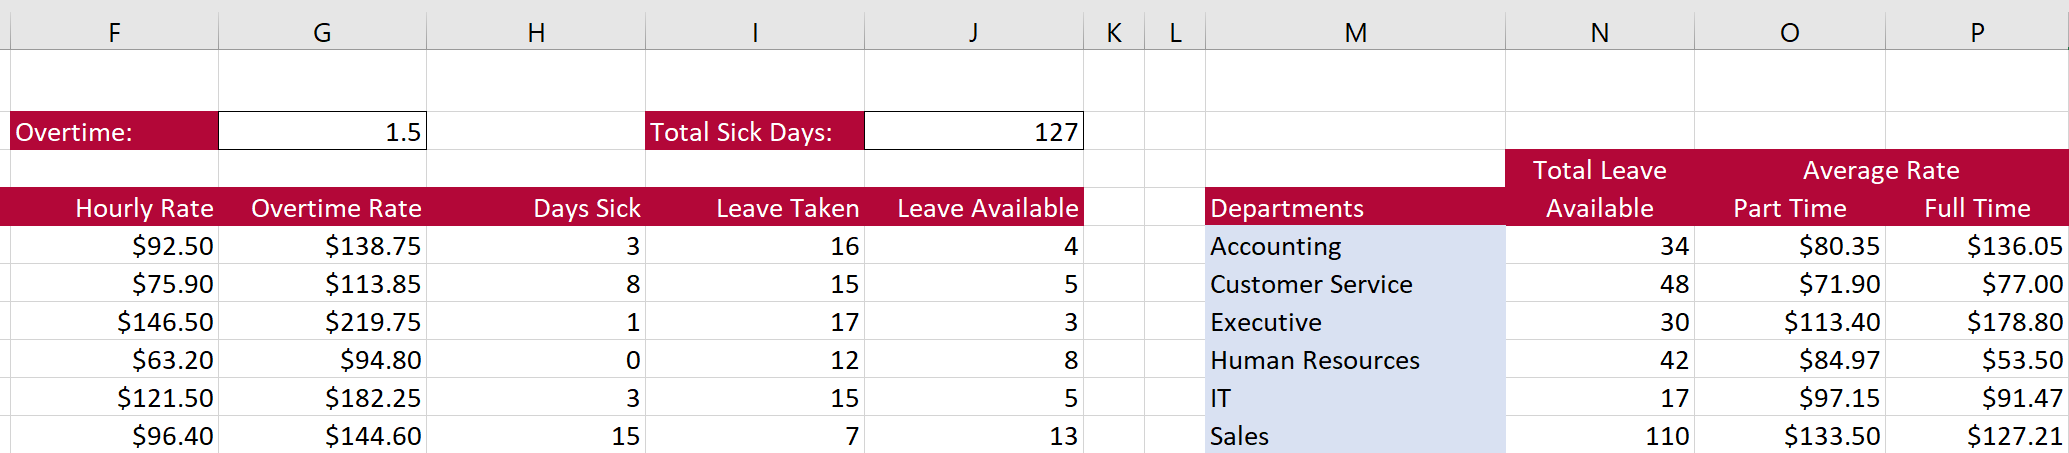 F G H I J K L M N O P
Overtime: 1.5 Total Sick Days: 127
Total Leave Average Rate
Hourly Rate Overtime Rate Days Sick Leave Taken Leave Available Departments Available Part Time Full Time
$92.50 $138.75 3 16 4 Accounting 34 $80.35 $136.05
$75.90 $113.85 8 15 5 Customer Service 48 $71.90 $77.00
$146.50 $219.75 1 17 3 Executive 30 $113.40 $178.80
$63.20 $94.80 0 12 8 Human Resources 42 $84.97 $53.50
$121.50 $182.25 3 15 5 IT 17 $97.15 $91.47
$96.40 $144.60 15 7 13 Sales 110 $133.50 $127.21